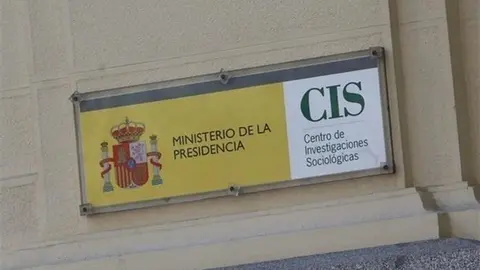 MINISTERIO DE LA
PRESIDENCIA
CIS
Centro de
Investigaciones
Sociológicas